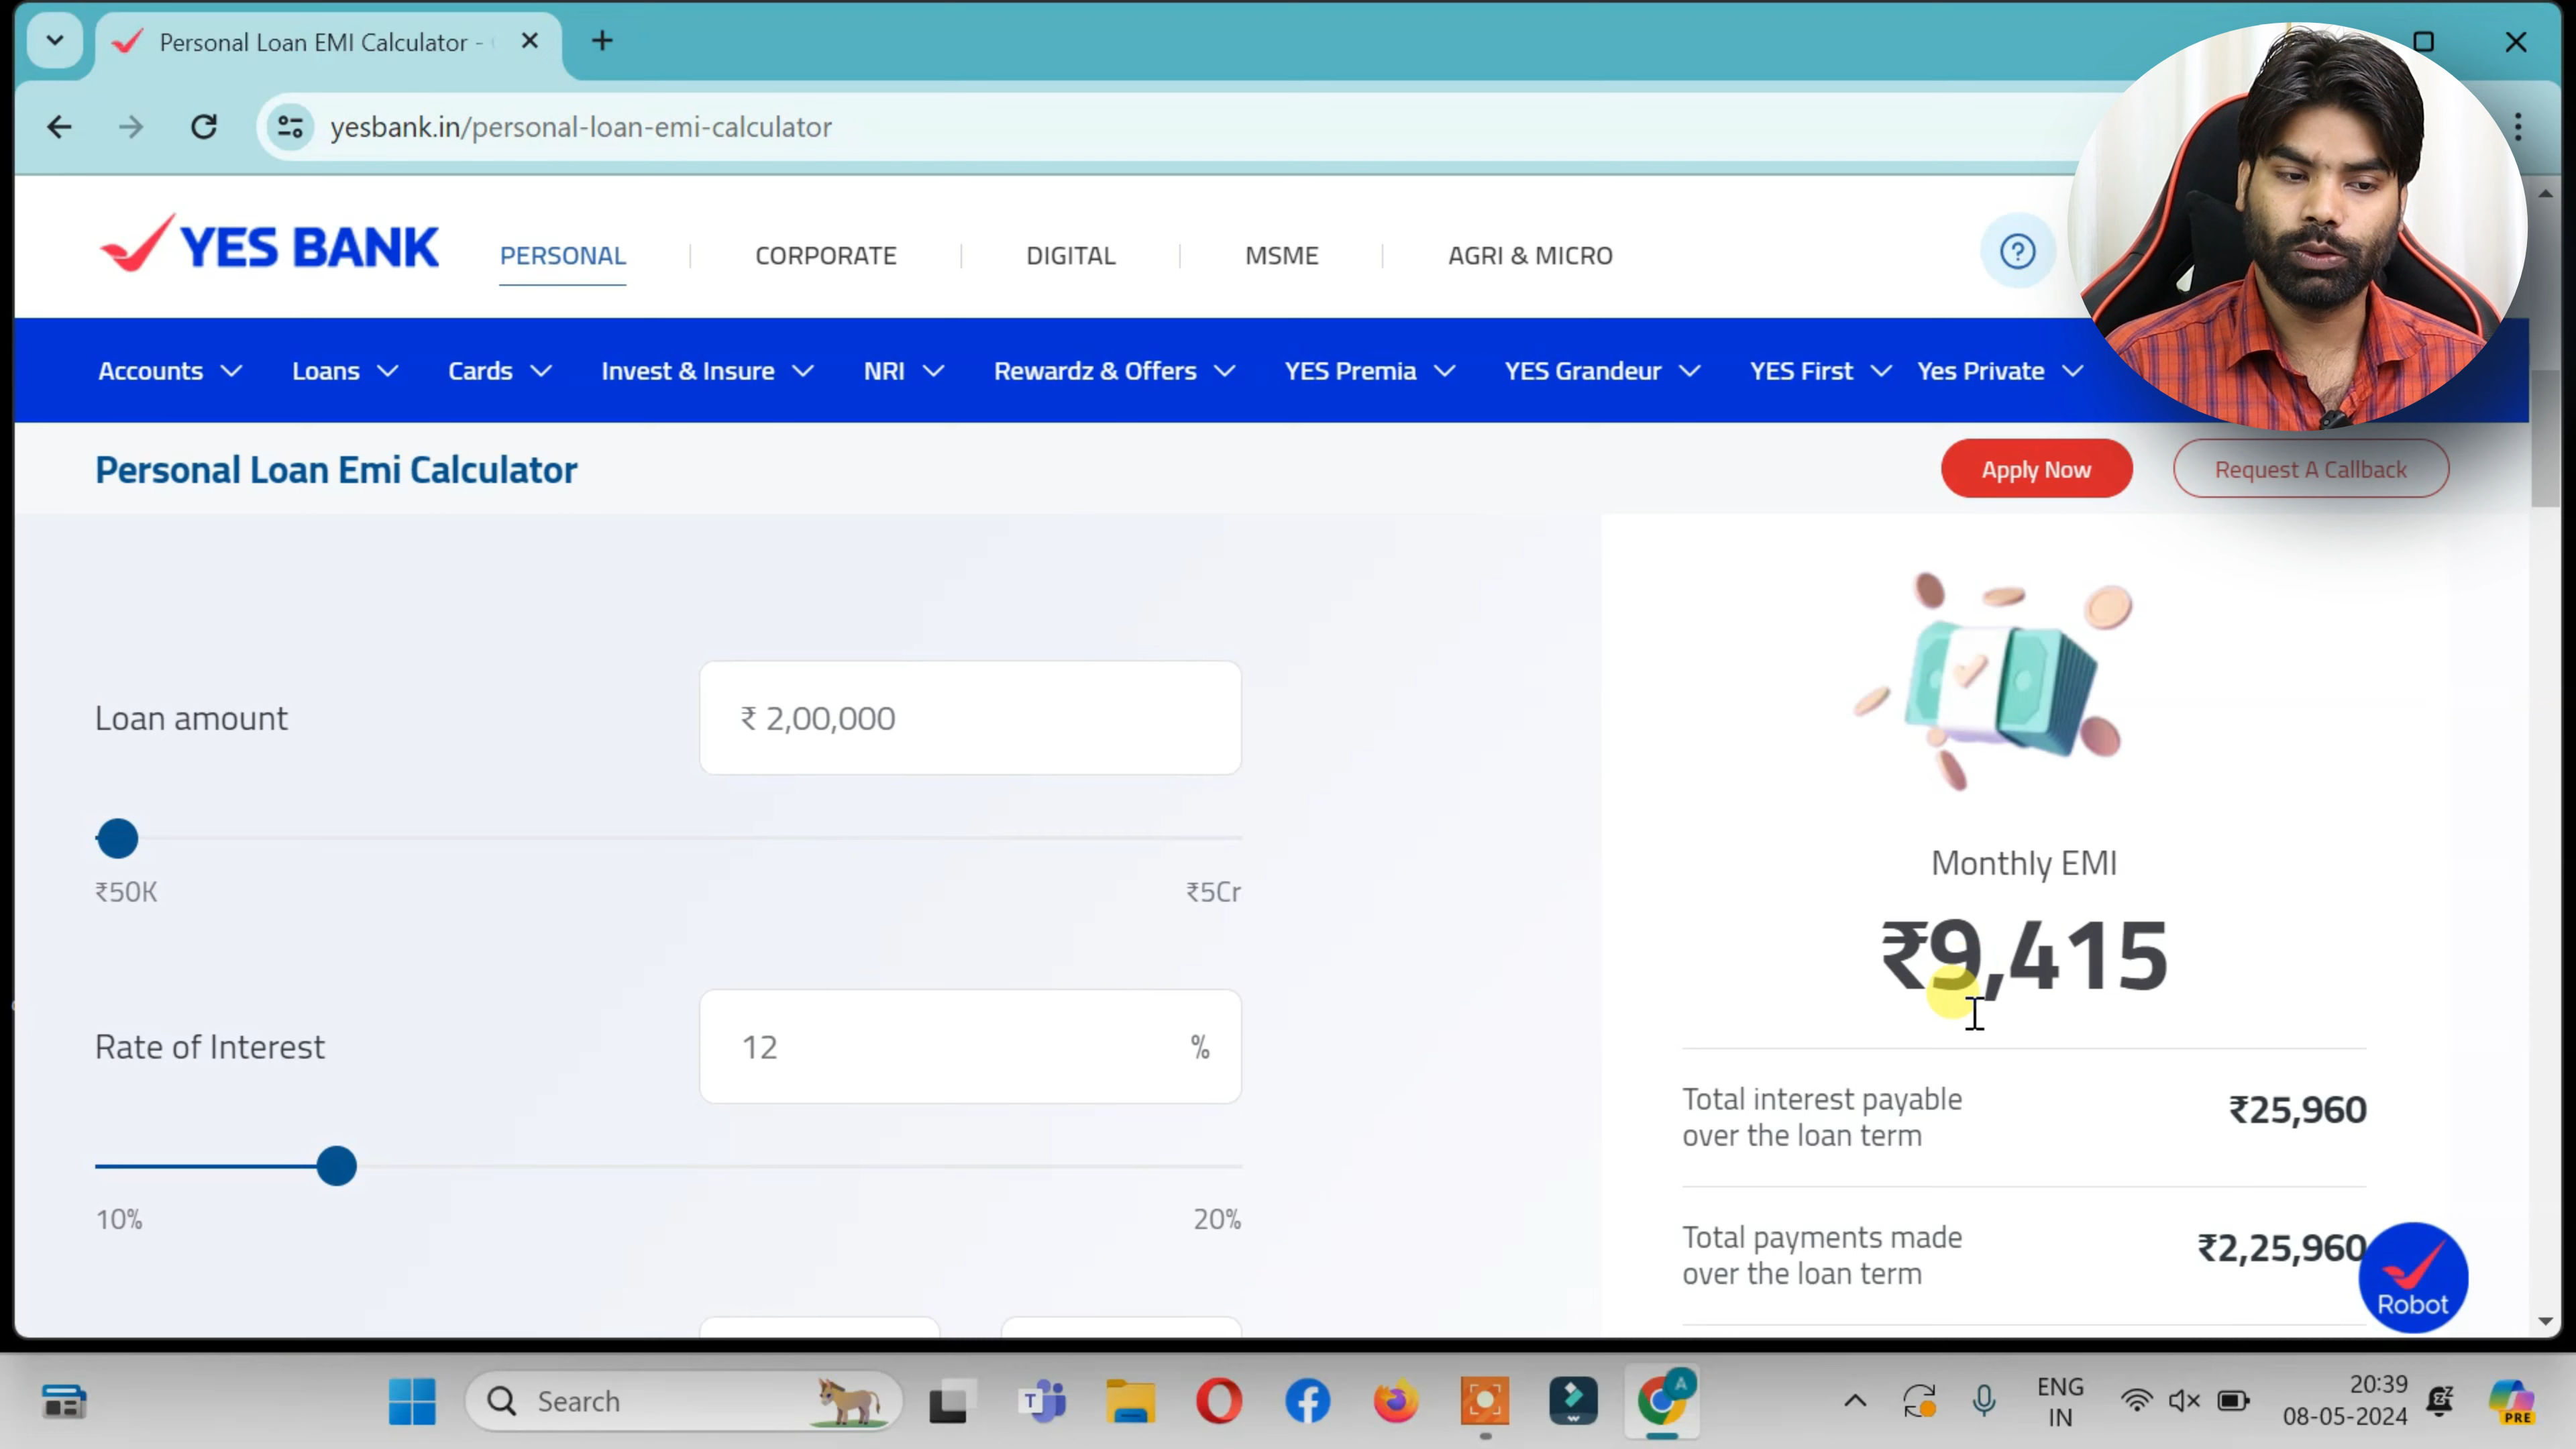 Personal Loan EMI Calculator -
yesbank.in/personal-loan-emi-calculator
YES BANK
PERSONAL
CORPORATE
DIGITAL
MSME
AGRI & MICRO
Accounts
Loans
Cards
Invest & Insure
NRI
Rewardz & Offers
YES Premia
YES Grandeur
YES First
Yes Private
Personal Loan Emi Calculator
Apply Now
Request A Callback
Loan amount
₹ 2,00,000
₹50K
₹5Cr
Rate of Interest
12
%
10%
20%
Monthly EMI
₹9,415
Total interest payable
over the loan term
₹25,960
Total payments made
over the loan term
₹2,25,960
Robot
Search
T
A
ENG
IN
20:39
08-05-2024
PRE